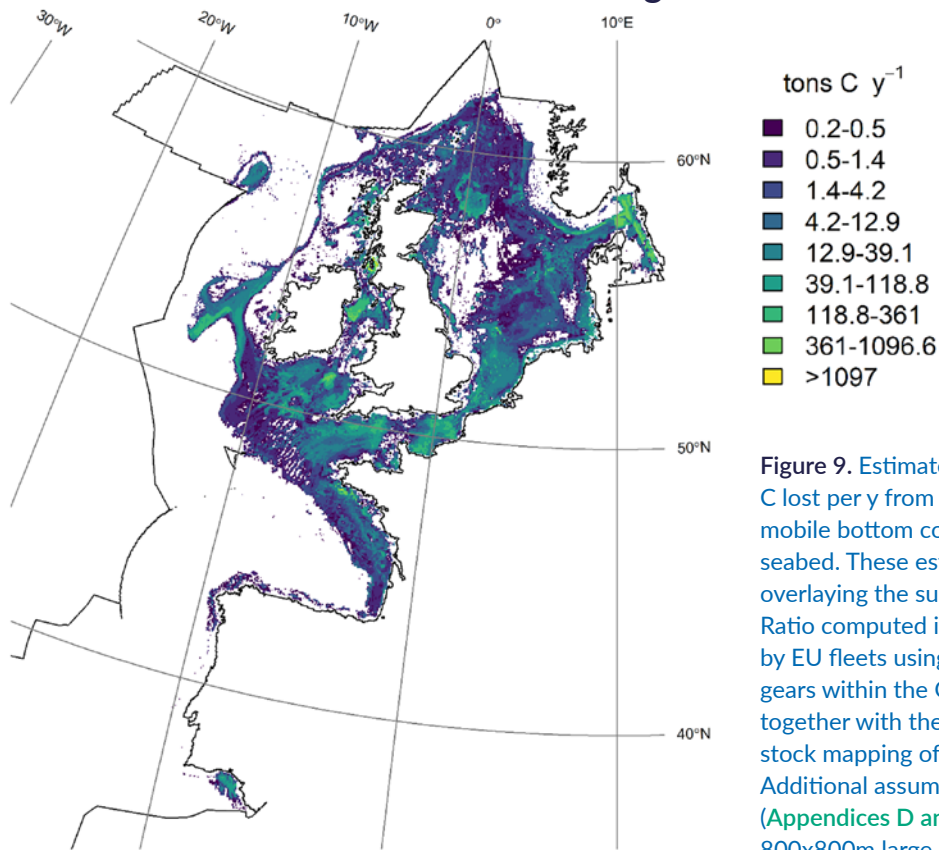 30°W
20°W
10°W
0°
10°E
60°N
50°N
40°N
tons C y⁻¹
0.2-0.5
0.5-1.4
1.4-4.2
4.2-12.9
12.9-39.1
39.1-118.8
118.8-361
361-1096.6
>1097
Figure 9. Estimate
C lost per y from
mobile bottom co
seabed. These es
overlaying the su
Ratio computed i
by EU fleets using
gears within the
together with the
stock mapping of
Additional assum
(Appendices D a
800x800m large